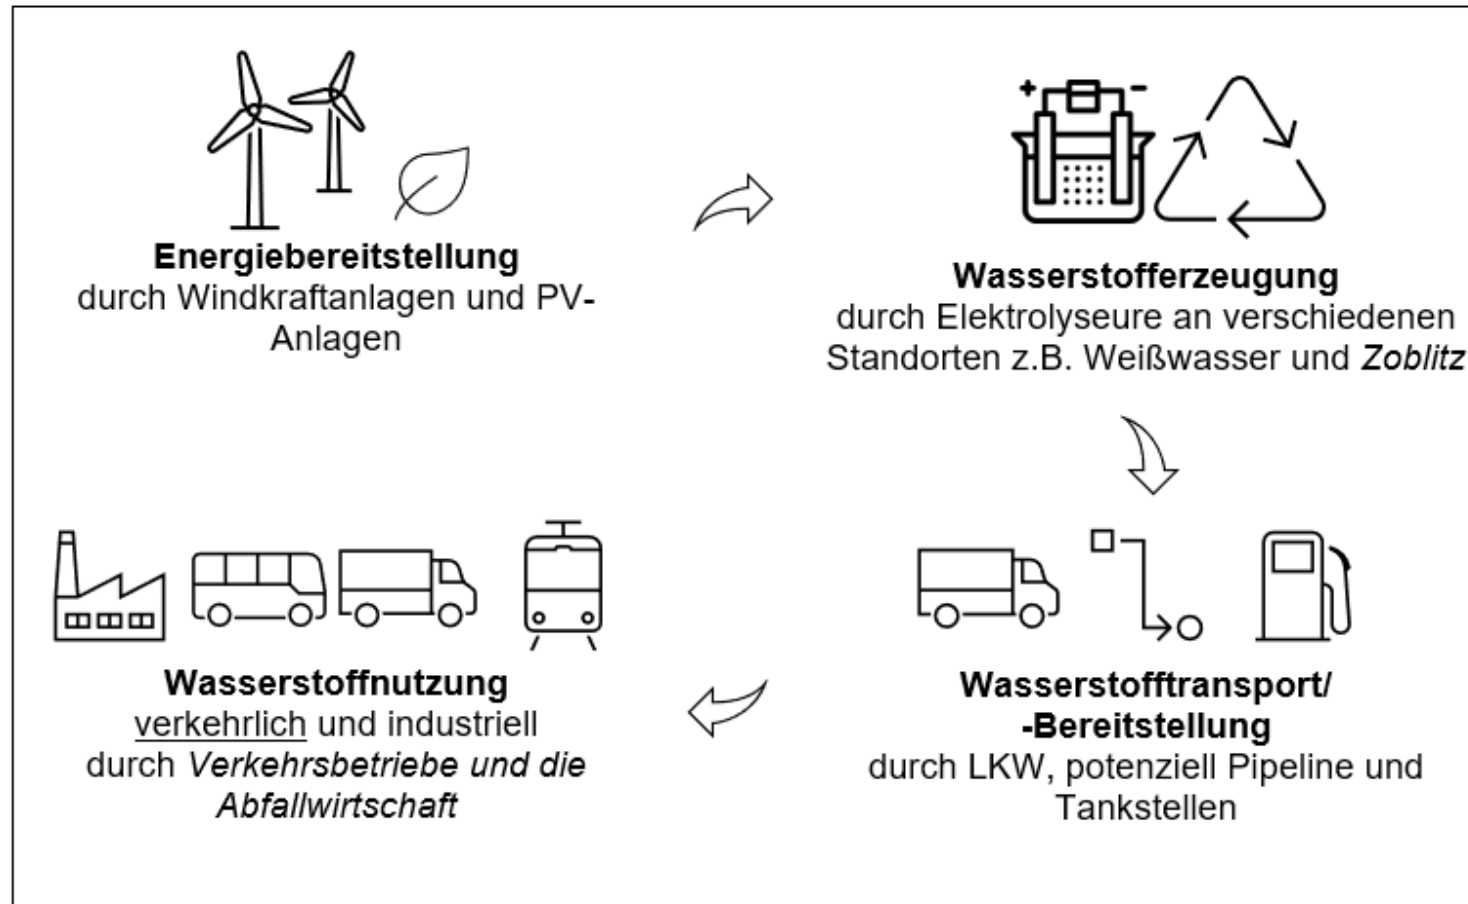 Energiebereitstellung
durch Windkraftanlagen und PV-
Anlagen
+ -
Wasserstofferzeugung
durch Elektrolyseure an verschiedenen
Standorten z.B. Weißwasser und Zoblitz
Wasserstofftransport/
-Bereitstellung
durch LKW, potenziell Pipeline und
Tankstellen
Wasserstoffnutzung
verkehrlich und industriell
durch Verkehrsbetriebe und die
Abfallwirtschaft